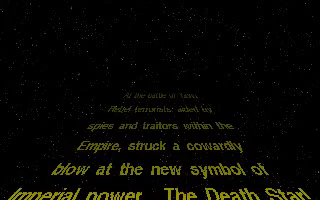 At the battle of Yavin,
Rebel terrorists, aided by
spies and traitors within the
Empire, struck a cowardly
blow at the new symbol of
Imperial power... The Death Star!